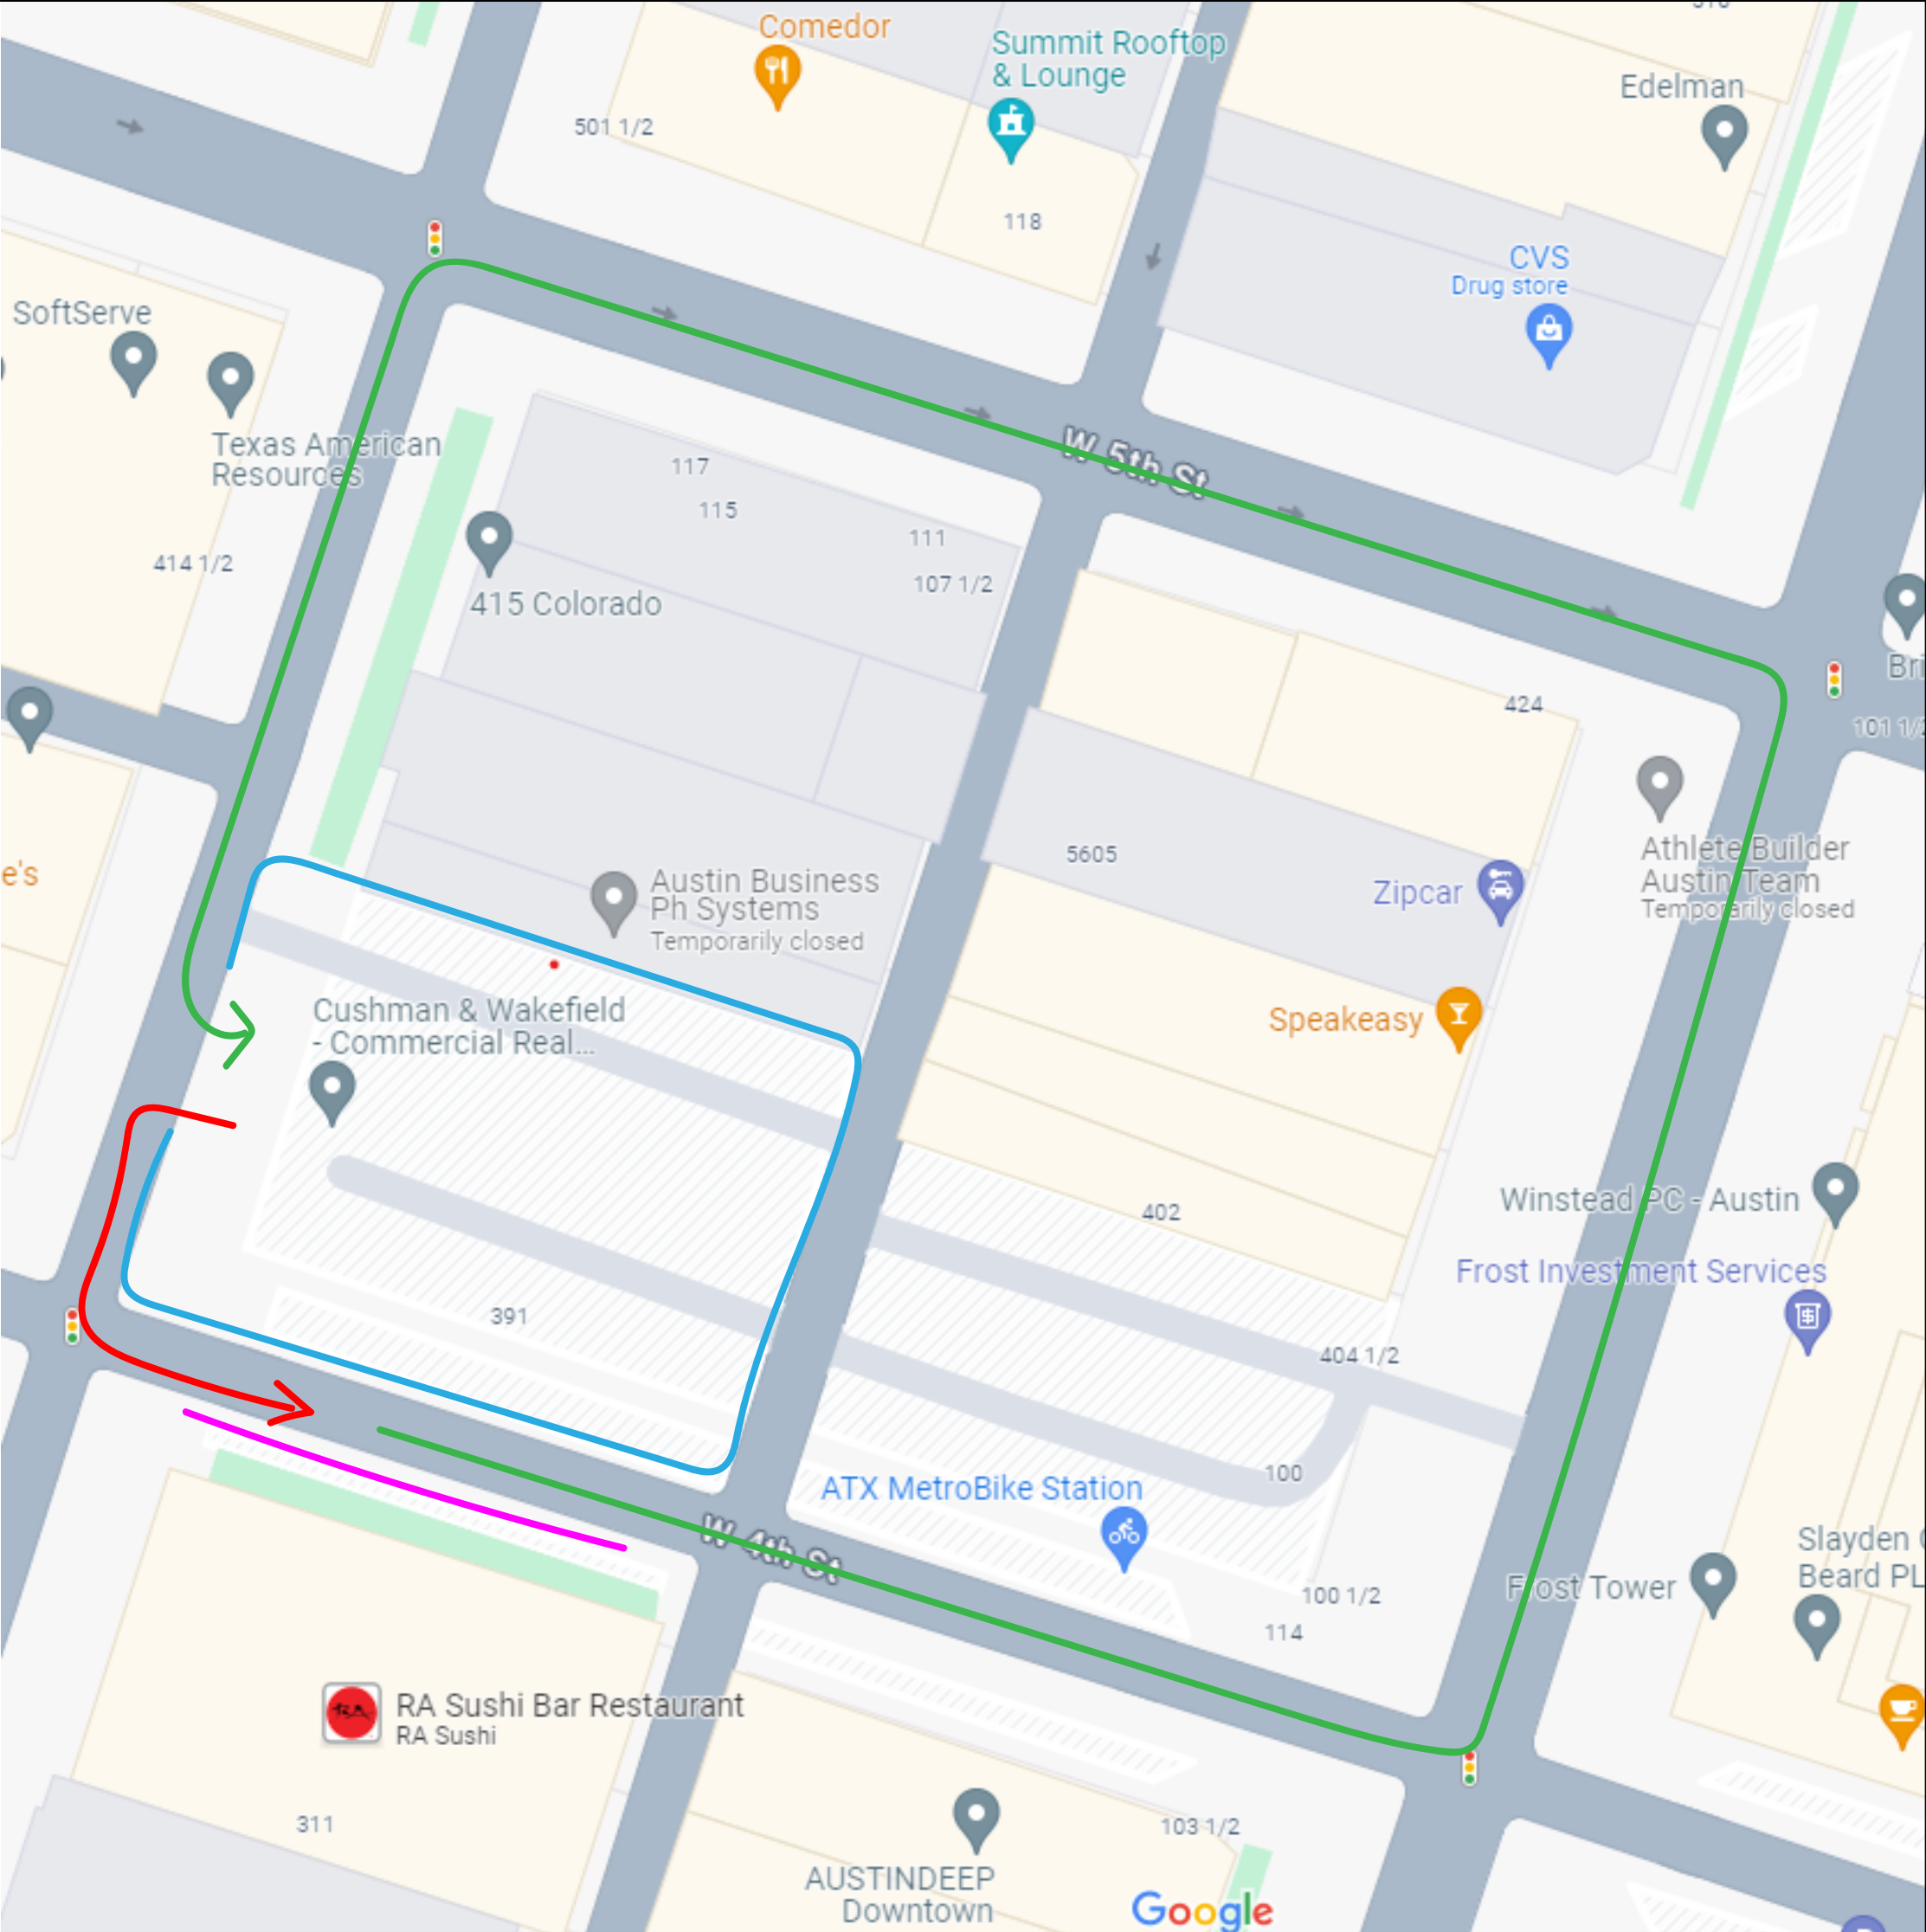 Comedor
Summit Rooftop
& Lounge
501 1/2
118
Edelman
CVS
Drug store
SoftServe
Texas American
Resources
W 5th St
117
115
111
107 1/2
414 1/2
415 Colorado
424
101 1/2
5605
Athlete Builder
Austin Team
Temporarily closed
e's
Austin Business
Ph Systems
Temporarily closed
Zipcar
Cushman & Wakefield
- Commercial Real...
Speakeasy
402
Winstead PC - Austin
Frost Investment Services
391
404 1/2
100
ATX MetroBike Station
W 4th St
Frost Tower
Slayden
Beard PL
100 1/2
114
RA Sushi Bar Restaurant
RA Sushi
311
103 1/2
AUSTINDEEP
Downtown
Google